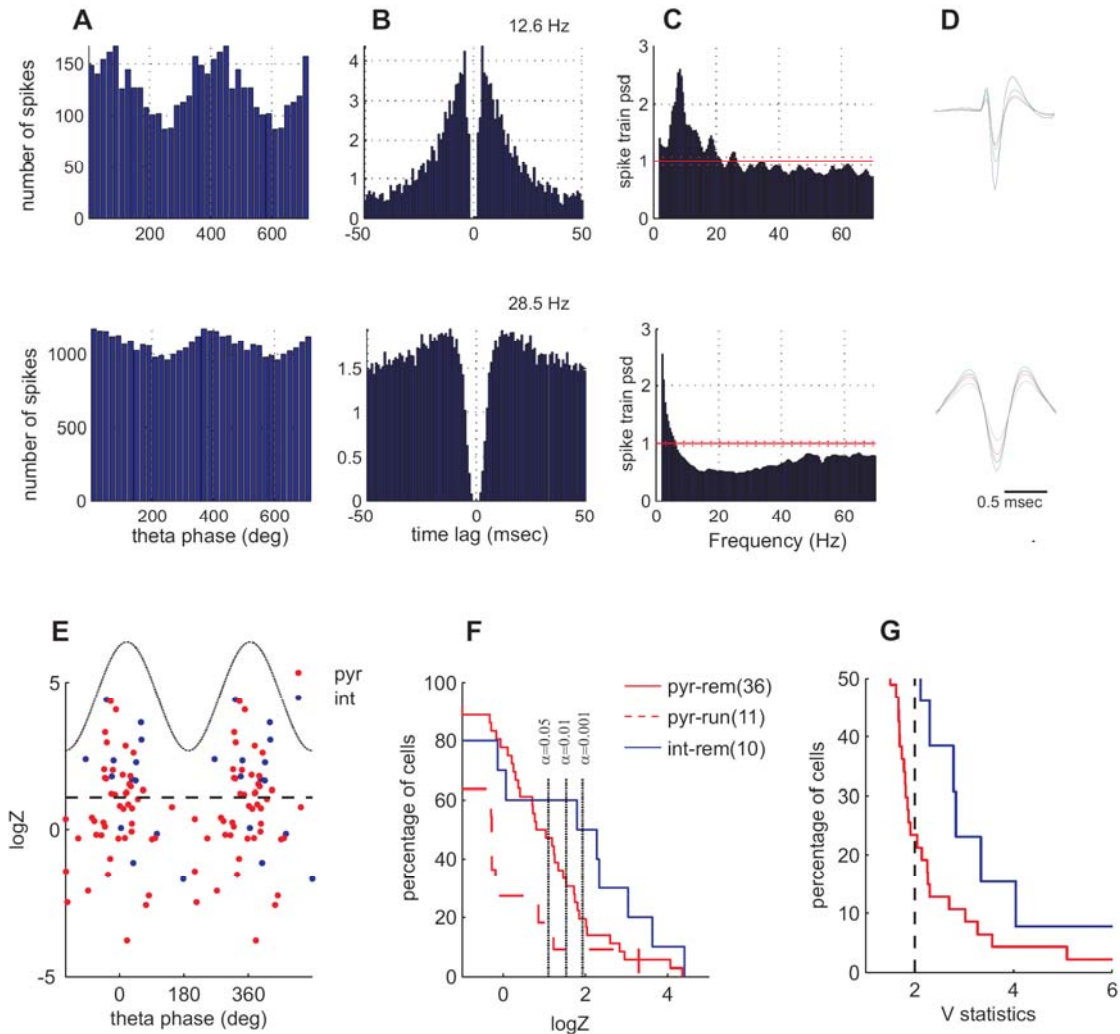 A
B
C
D
12.6 Hz
number of spikes
150
100
50
0
200
400
600
4
3
2
1
0
-50
0
50
spike train psd
3
2
1
0
0
20
40
60
28.5 Hz
number of spikes
1000
500
0
200
400
600
theta phase (deg)
1.5
1
0.5
0
-50
0
50
time lag (msec)
spike train psd
3
2
1
0
0
20
40
60
Frequency (Hz)
0.5 msec
E
F
G
logZ
5
0
-5
0
180
360
theta phase (deg)
pyr
int
percentage of cells
100
80
60
40
20
0
0
2
4
logZ
α=0.05
α=0.01
α=0.001
pyr-rem(36)
pyr-run(11)
int-rem(10)
percentage of cells
50
40
30
20
10
0
2
4
6
V statistics